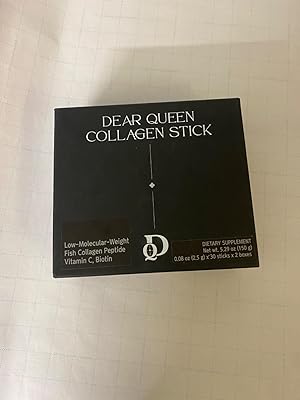 DEAR QUEEN
COLLAGEN STICK
Low-Molecular-Weight
Fish Collagen Peptide
Vitamin C, Biotin
DIETARY SUPPLEMENT
Net wt. 5.29 oz (150 g)
0.08 oz (2.5 g) x 30 sticks x 2 boxes